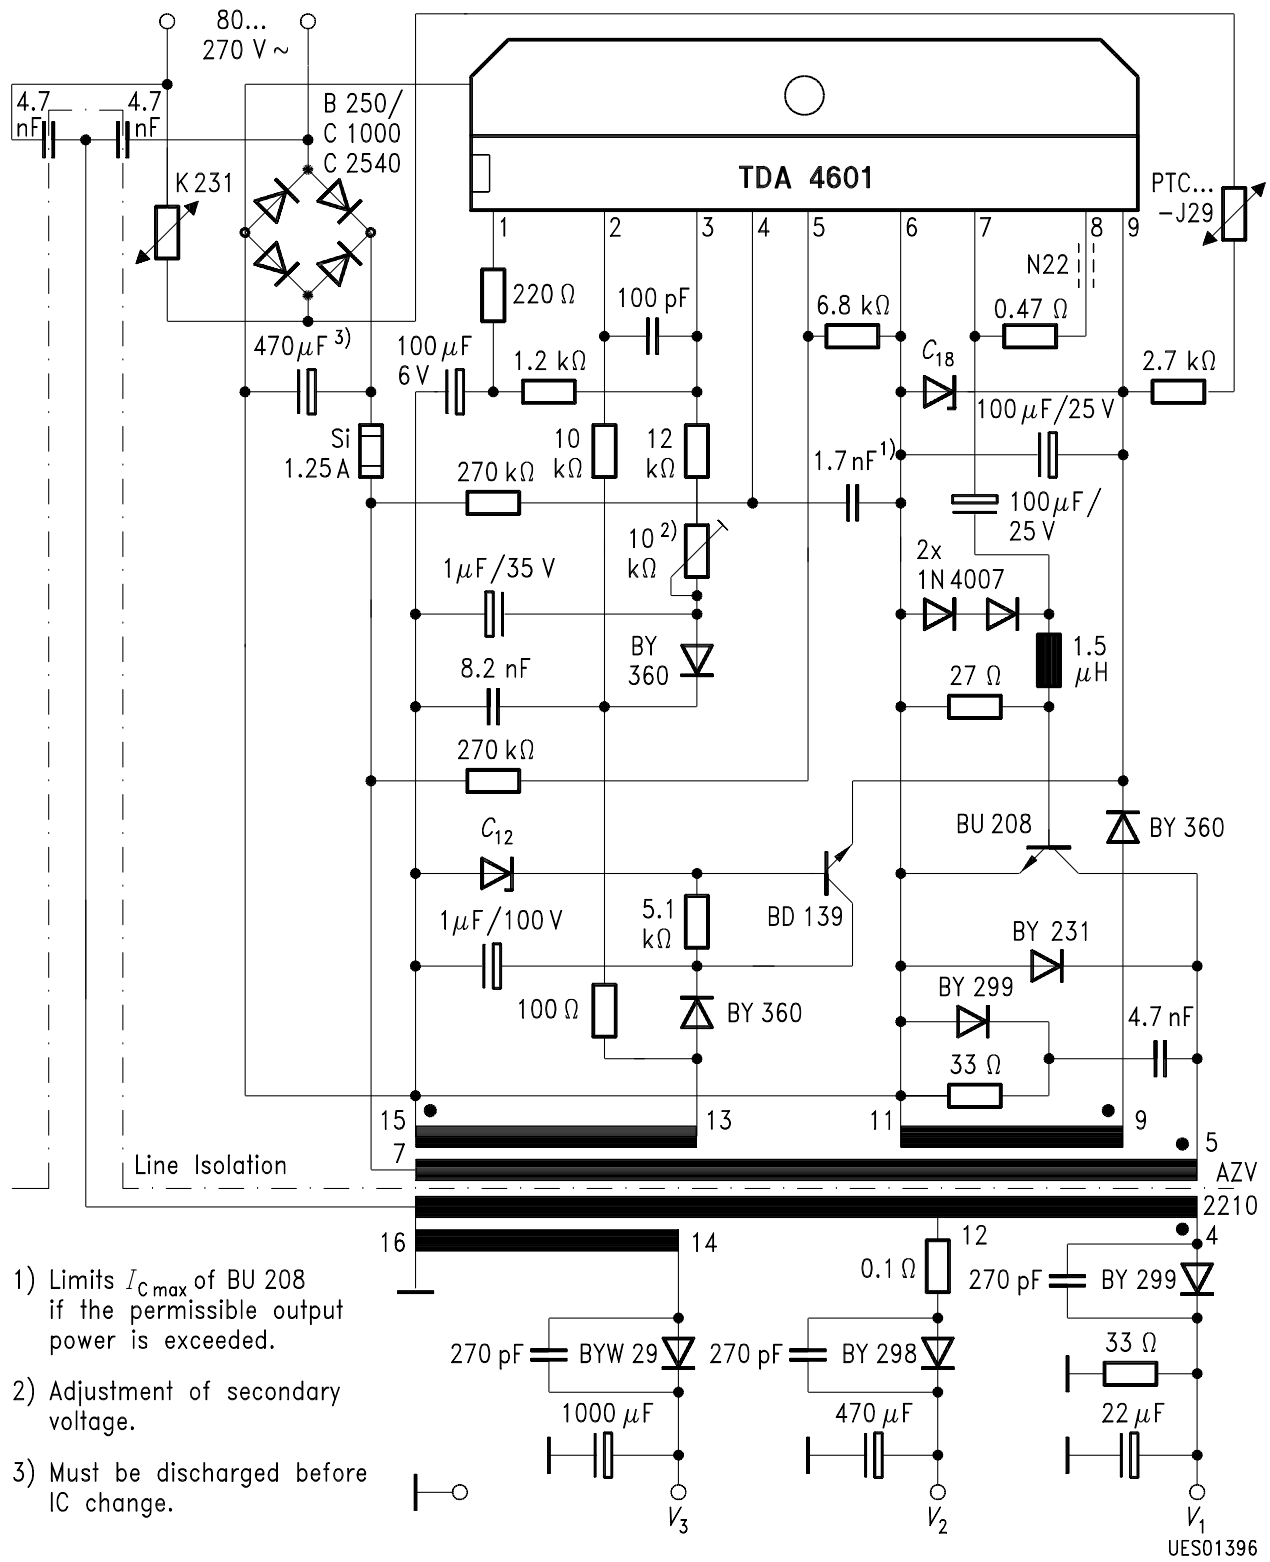 80...
270 V ~
4.7
nF
4.7
nF
B 250/
C 1000
C 2540
K 231
TDA 4601
PTC...
-J29
1
2
3
4
5
6
7
8
9
N22
220 Ω
100 pF
6.8 kΩ
0.47 Ω
470 µF 3)
100 µF
6 V
1.2 kΩ
C18
2.7 kΩ
100 µF/25 V
Si
1.25 A
10
kΩ
12
kΩ
270 kΩ
1.7 nF 1)
100 µF/
25 V
10 2)
kΩ
2x
1N 4007
1 µF/35 V
BY
360
1.5
µH
8.2 nF
27 Ω
270 kΩ
C12
BU 208
BY 360
5.1
kΩ
BD 139
1 µF/100 V
BY 231
BY 299
100 Ω
BY 360
4.7 nF
33 Ω
15
13
11
9
7
5
Line Isolation
AZV
2210
16
14
12
4
0.1 Ω
270 pF
BY 299
1) Limits IC max of BU 208
if the permissible output
power is exceeded.
270 pF
BYW 29
270 pF
BY 298
33 Ω
2) Adjustment of secondary
voltage.
1000 µF
470 µF
22 µF
3) Must be discharged before
IC change.
V3
V2
V1
UES01396